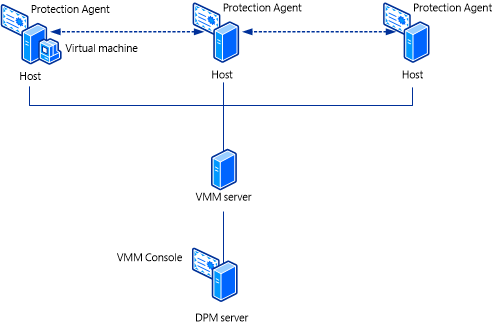 Protection Agent
Protection Agent
Protection Agent
Virtual machine
Host
Host
Host
VMM server
VMM Console
DPM server